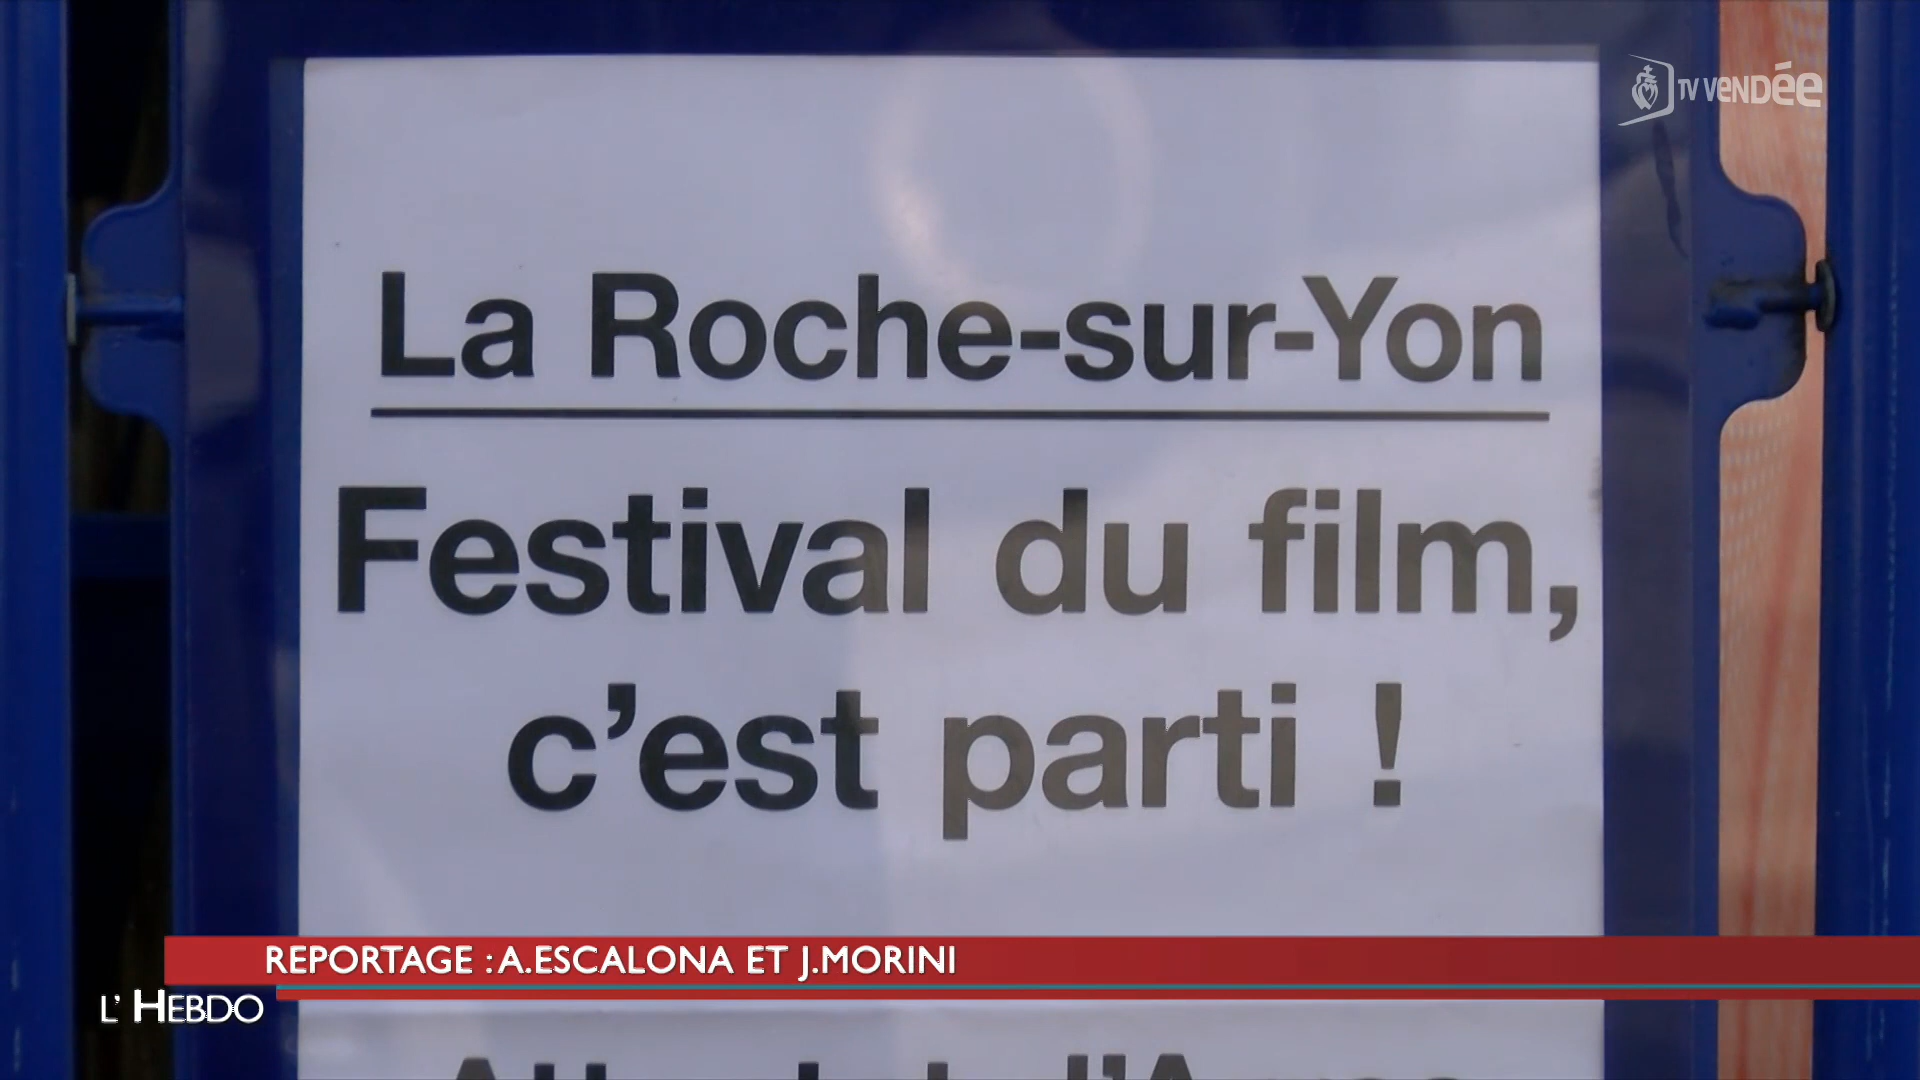 TV VENDÉE
La Roche-sur-Yon
Festival du film,
c'est parti !
REPORTAGE : A.ESCALONA ET J.MORINI
L' HEBDO